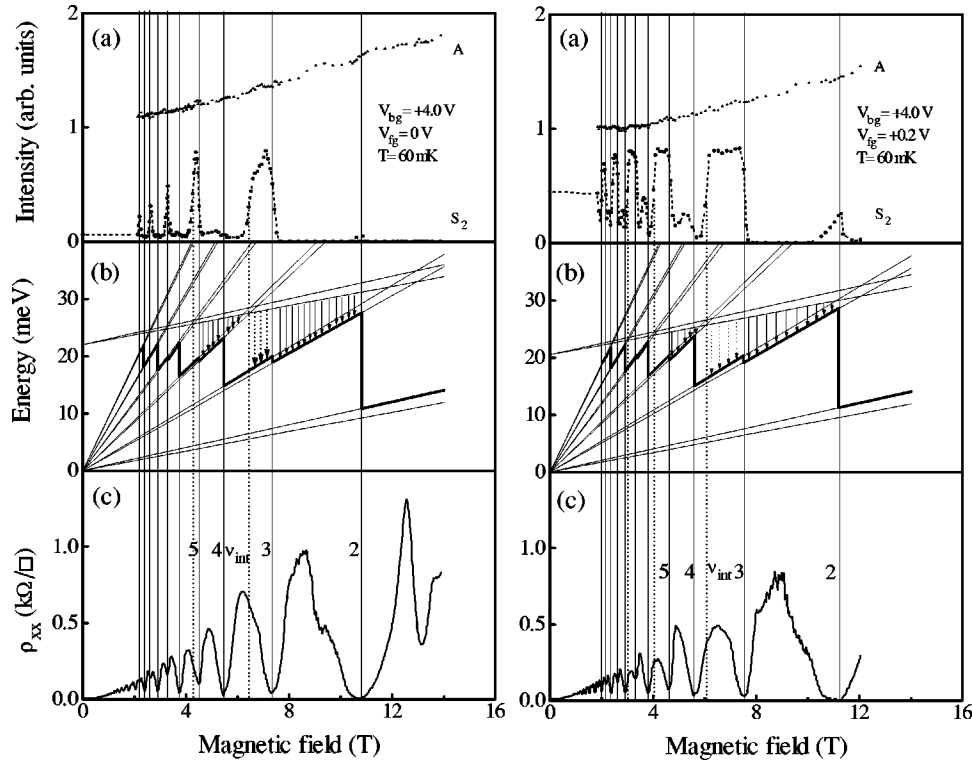 2
(a)
A
Intensity (arb. units)
1
V_bg = +4.0 V
V_fg = 0 V
T = 60 mK
S_2
0
(b)
30
Energy (meV)
20
10
0
(c)
1.0
ρ_xx (kΩ/□)
5 4 ν_int 3 2
0.5
0.0
0 4 8 12 16
Magnetic field (T)
2
(a)
A
1
V_bg = +4.0 V
V_fg = +0.2 V
T = 60 mK
S_2
0
(b)
30
20
10
0
(c)
1.0
5 4 ν_int 3 2
0.5
0.0
0 4 8 12 16
Magnetic field (T)